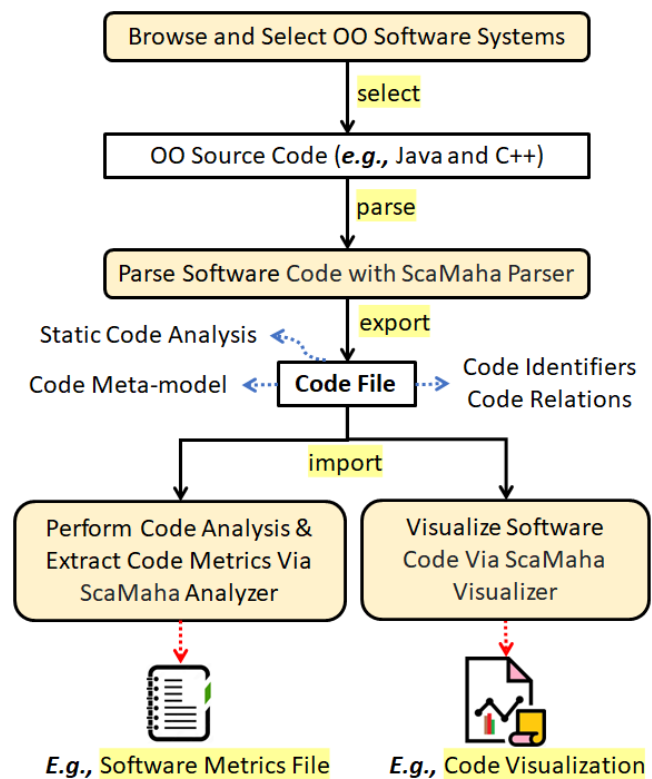 Browse and Select OO Software Systems
select
OO Source Code (e.g., Java and C++)
parse
Parse Software Code with ScaMaha Parser
export
Static Code Analysis
Code Meta-model
Code File
Code Identifiers
Code Relations
import
Perform Code Analysis &
Extract Code Metrics Via
ScaMaha Analyzer
Visualize Software
Code Via ScaMaha
Visualizer
E.g., Software Metrics File
E.g., Code Visualization